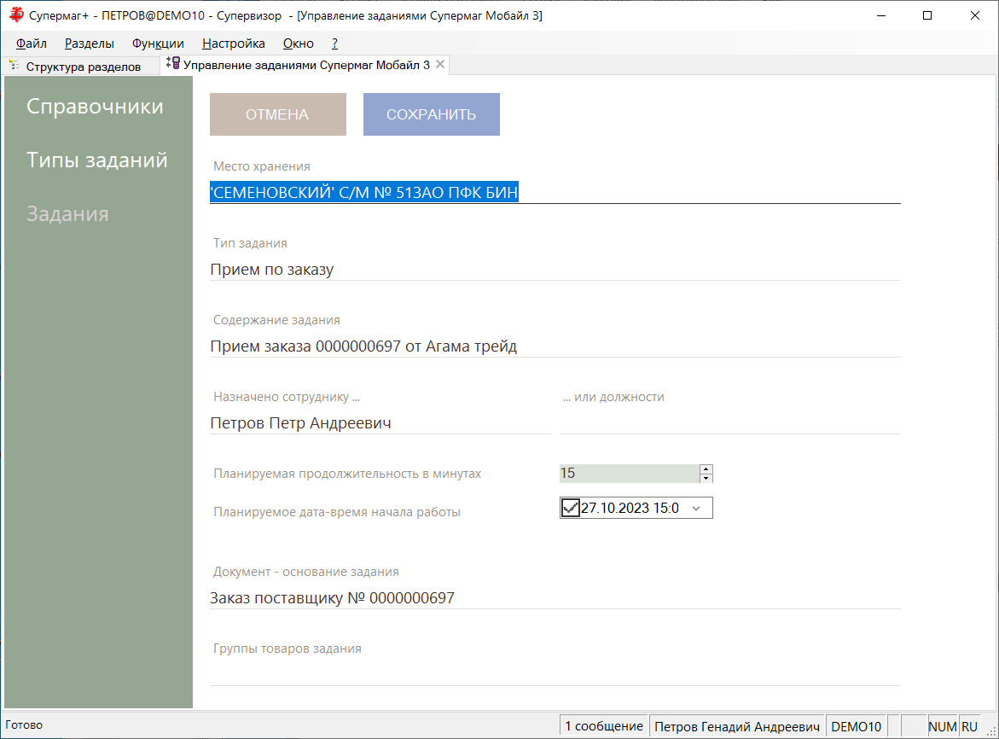 Супермаг+ - ПЕТРОВ@DEMO10 - Супервизор - [Управление заданиями Супермаг Мобайл 3]
Файл Разделы Функции Настройка Окно ?
Структура разделов Управление заданиями Супермаг Мобайл 3
Справочники
Типы заданий
Задания
ОТМЕНА СОХРАНИТЬ
Место хранения
'СЕМЕНОВСКИЙ' С/М № 513АО ПФК БИН
Тип задания
Прием по заказу
Содержание задания
Прием заказа 0000000697 от Агама трейд
Назначено сотруднику ... ... или должности
Петров Петр Андреевич
Планируемая продолжительность в минутах 15
Планируемое дата-время начала работы 27.10.2023 15:0
Документ - основание задания
Заказ поставщику № 0000000697
Группы товаров задания
Готово 1 сообщение Петров Генадий Андреевич DEMO10 NUM RU